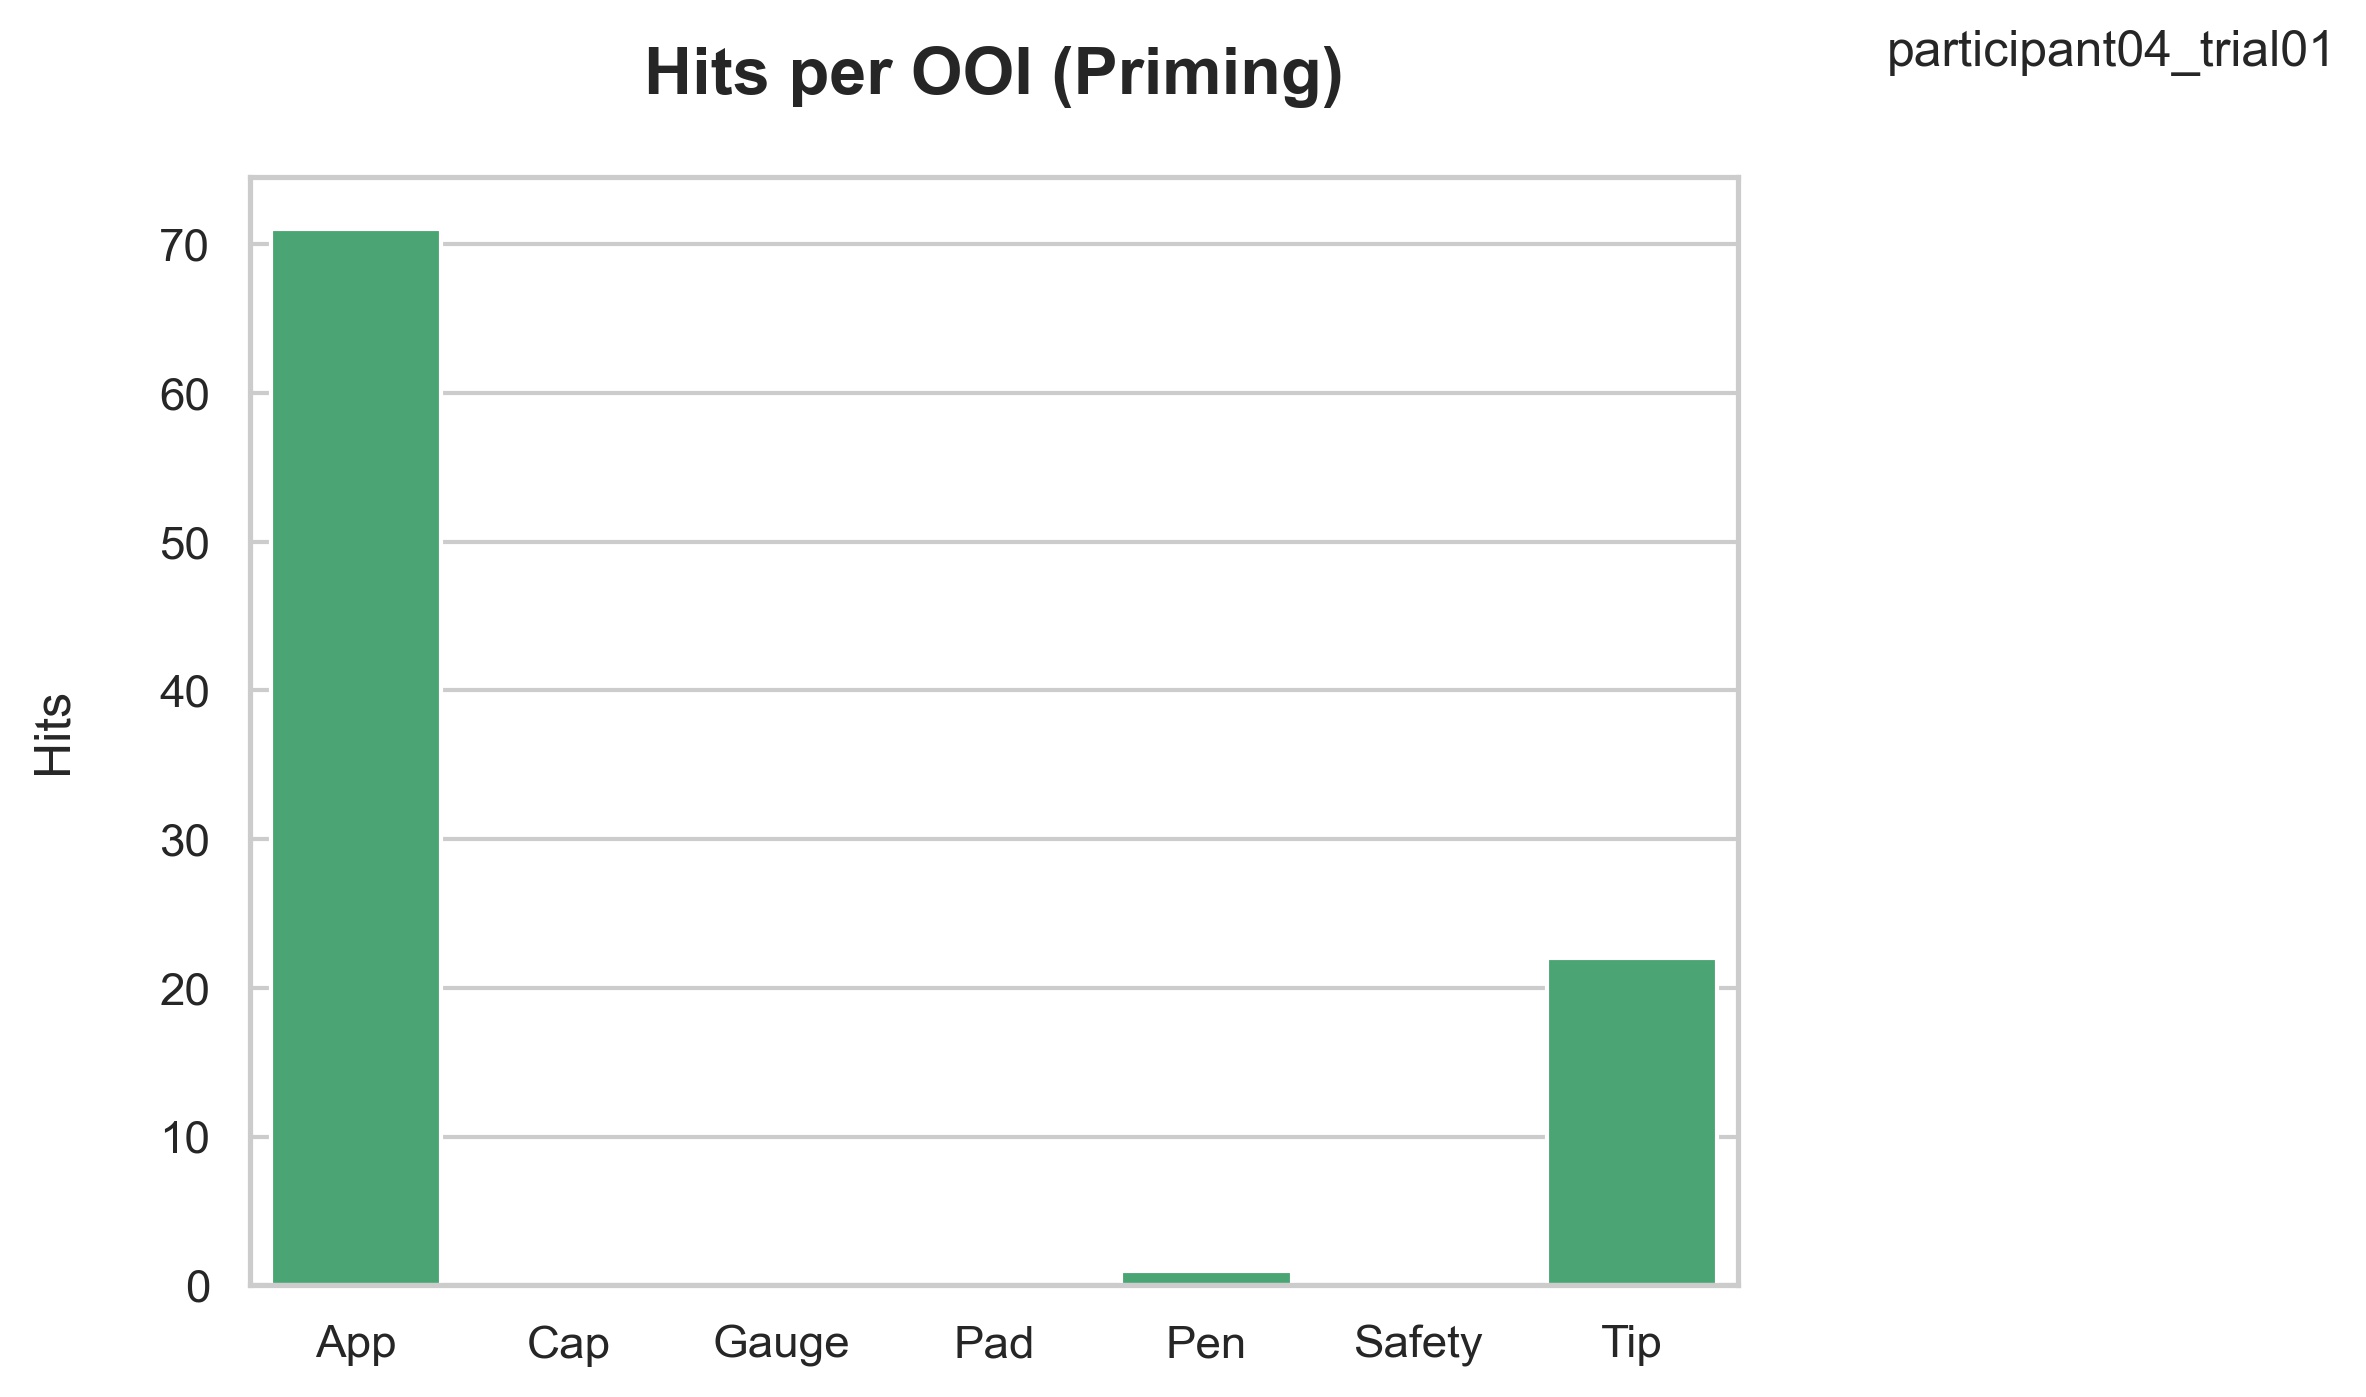 Hits per OOI (Priming)
participant04_trial01
Hits
70
60
50
40
30
20
10
0
App
Cap
Gauge
Pad
Pen
Safety
Tip